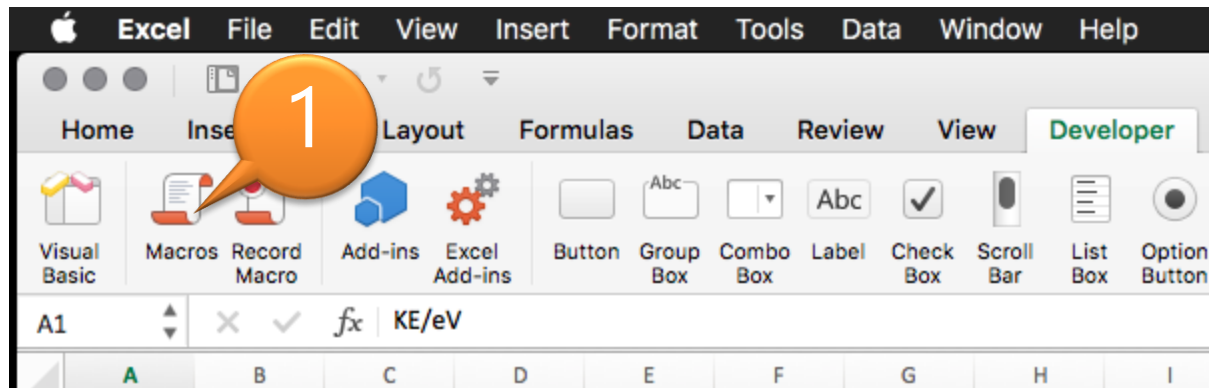 Excel File Edit View Insert Format Tools Data Window Help
1
Home Layout Formulas Data Review View Developer
Abc Abc
Visual Basic Macros Record Macro Add-ins Excel Add-ins Button Group Box Combo Box Label Check Box Scroll Bar List Box Option Button
A1 fx KE/eV
A B C D E F G H I